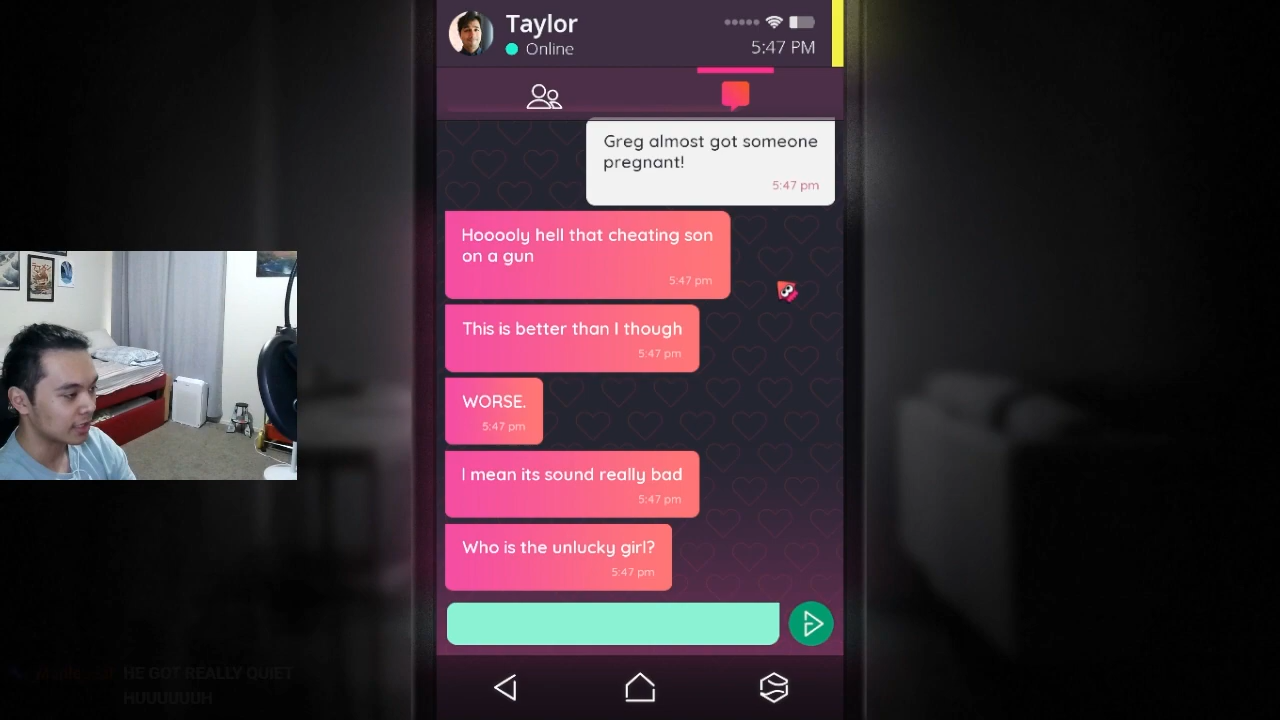 Taylor
Online
5:47 PM
Greg almost got someone
pregnant!
5:47 pm
Hooooly hell that cheating son
on a gun
5:47 pm
This is better than I though
5:47 pm
WORSE.
5:47 pm
I mean its sound really bad
5:47 pm
Who is the unlucky girl?
5:47 pm
HE GOT REALLY QUIET
HUUUUUUH